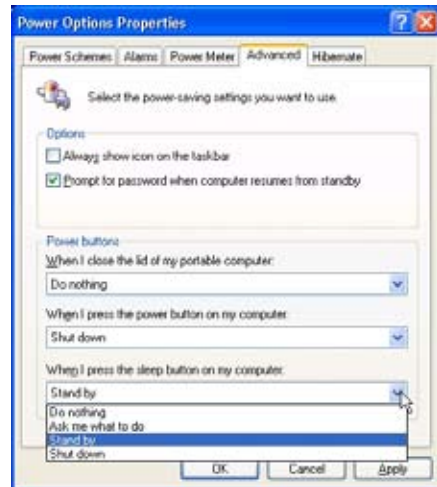 Power Options Properties
Power Schemes Alarms Power Meter Advanced Hibernate
Select the power-saving settings you want to use.
Options
Always show icon on the taskbar
Prompt for password when computer resumes from standby
Power buttons
When I close the lid of my portable computer:
Do nothing
When I press the power button on my computer:
Shut down
When I press the sleep button on my computer:
Stand by
Do nothing
Ask me what to do
Stand by
Shut down
OK Cancel Apply